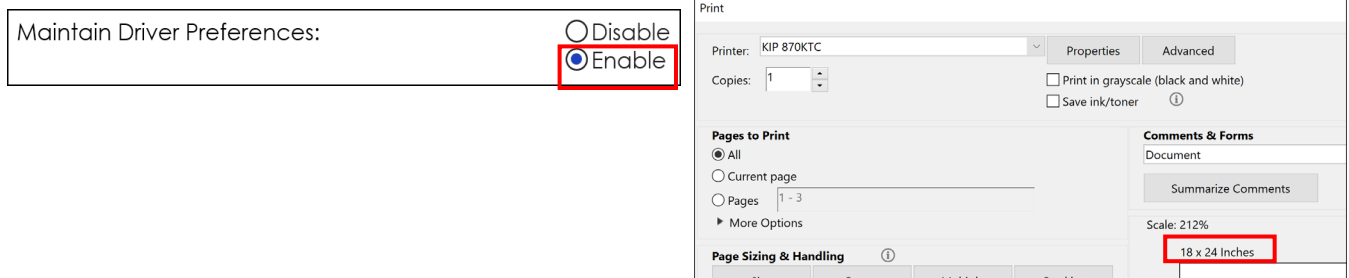 Maintain Driver Preferences:
Disable
Enable
Print
Printer: KIP 870KTC Properties Advanced
Copies: 1 Print in grayscale (black and white)
Save ink/toner
Pages to Print
All
Current page
Pages 1 - 3
More Options
Page Sizing & Handling
Comments & Forms
Document
Summarize Comments
Scale: 212%
18 x 24 Inches